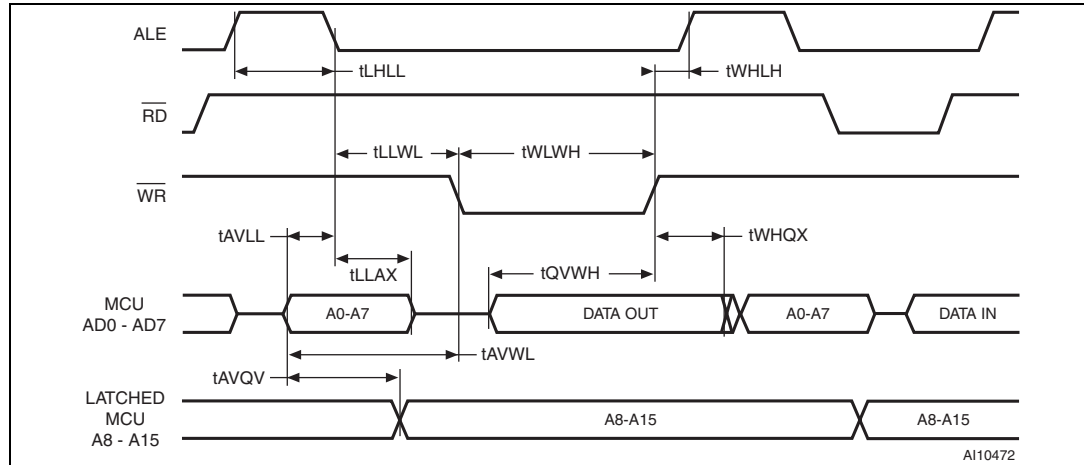 ALE
tLHLL
tWHLH
RD
tLLWL
tWLWH
WR
tAVLL
tWHQX
tLLAX
tQVWH
MCU
AD0 - AD7
A0-A7
DATA OUT
A0-A7
DATA IN
tAVWL
tAVQV
LATCHED
MCU
A8 - A15
A8-A15
A8-A15
AI10472